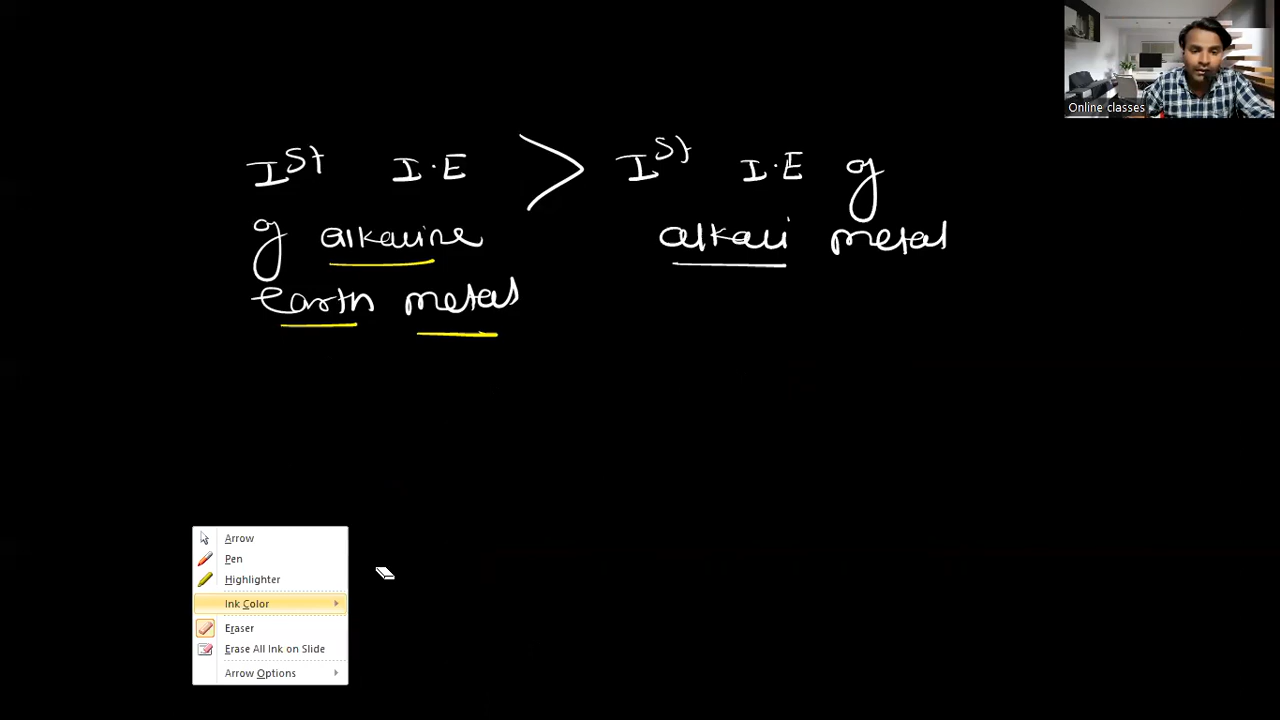 Online classes
Ist I.E > Ist I.E of
of alkaline alkali metal
earth metal
Arrow
Pen
Highlighter
Ink Color
Eraser
Erase All Ink on Slide
Arrow Options